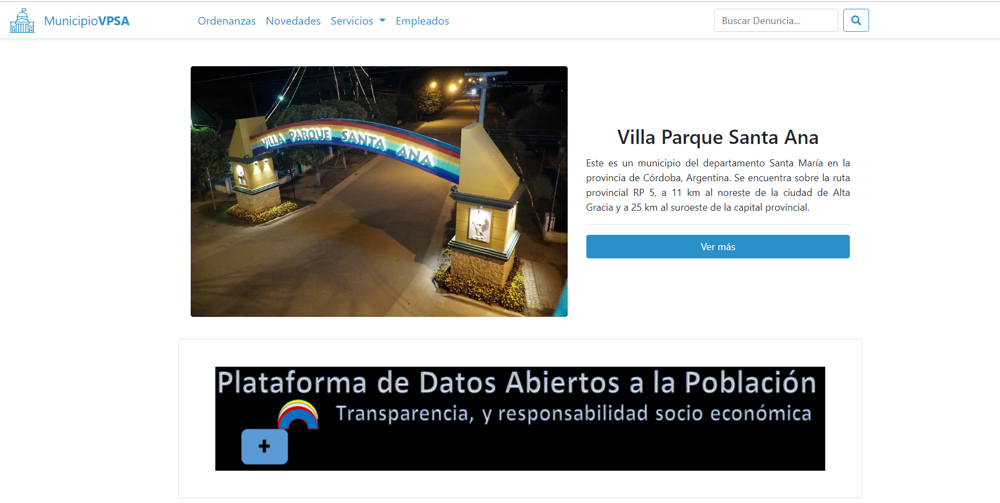 MunicipioVPSA
Ordenanzas
Novedades
Servicios
Empleados
Buscar Denuncia...
VILLA PARQUE SANTA ANA
Villa Parque Santa Ana
Este es un municipio del departamento Santa María en la
provincia de Córdoba, Argentina. Se encuentra sobre la ruta
provincial RP 5, a 11 km al noreste de la ciudad de Alta
Gracia y a 25 km al suroeste de la capital provincial.
Ver más
Plataforma de Datos Abiertos a la Población
Transparencia, y responsabilidad socio económica
+